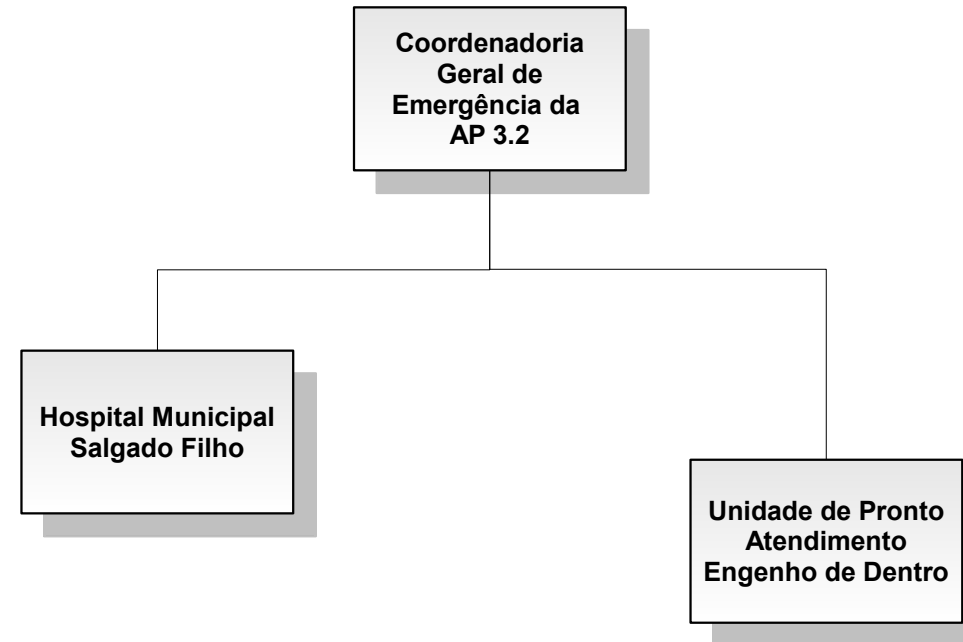 Coordenadoria
Geral de
Emergência da
AP 3.2
Hospital Municipal
Salgado Filho
Unidade de Pronto
Atendimento
Engenho de Dentro